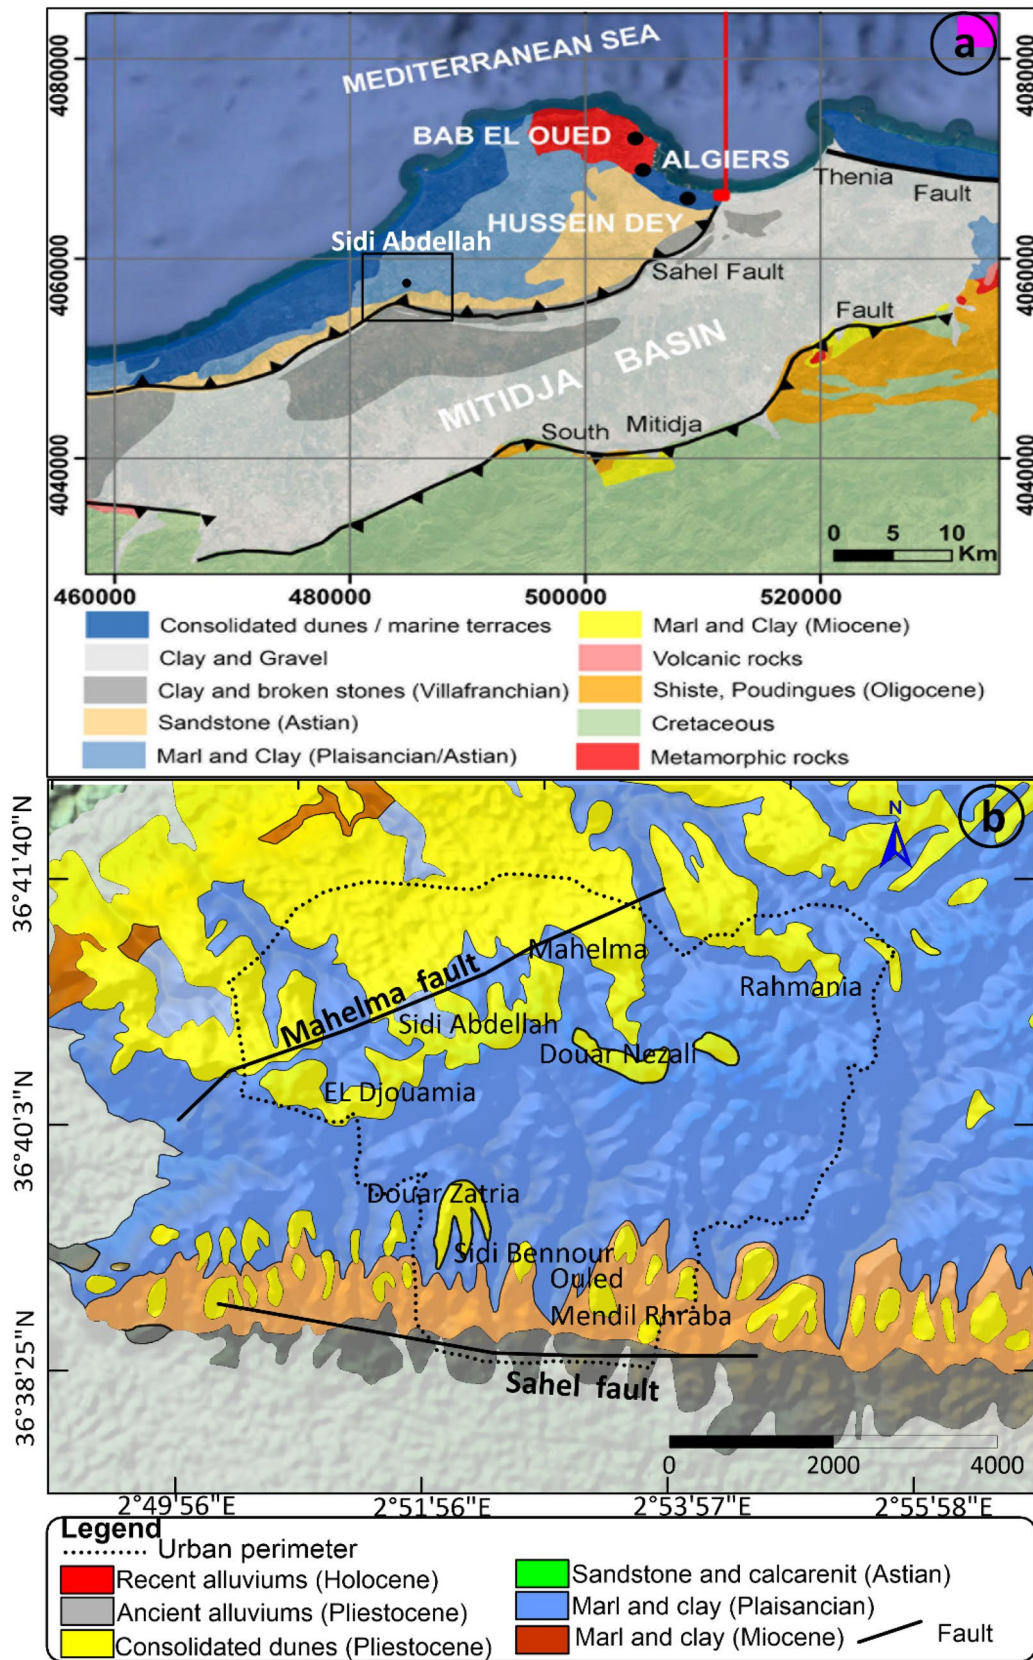 a
MEDITERRANEAN SEA
BAB EL OUED
ALGIERS
HUSSEIN DEY
Sidi Abdellah
Thenia
Fault
Sahel Fault
Fault
MITIDJA BASIN
South Mitidja
4080000
4060000
4040000
4080000
4060000
4040000
0 5 10
Km
460000 480000 500000 520000
Consolidated dunes / marine terraces
Clay and Gravel
Clay and broken stones (Villafranchian)
Sandstone (Astian)
Marl and Clay (Plaisancian/Astian)
Marl and Clay (Miocene)
Volcanic rocks
Shiste, Poudingues (Oligocene)
Cretaceous
Metamorphic rocks
b
N
36°41'40"N
36°40'3"N
36°38'25"N
Mahelma
Mahelma fault
Rahmania
Sidi Abdellah
Douar Nezali
EL Djouamia
Douar Zatria
Sidi Bennour
Ouled
Mendil Rhraba
Sahel fault
0 2000 4000
2°49'56"E 2°51'56"E 2°53'57"E 2°55'58"E
Legend
Urban perimeter
Recent alluviums (Holocene)
Ancient alluviums (Pliestocene)
Consolidated dunes (Pliestocene)
Sandstone and calcarenit (Astian)
Marl and clay (Plaisancian)
Marl and clay (Miocene)
Fault